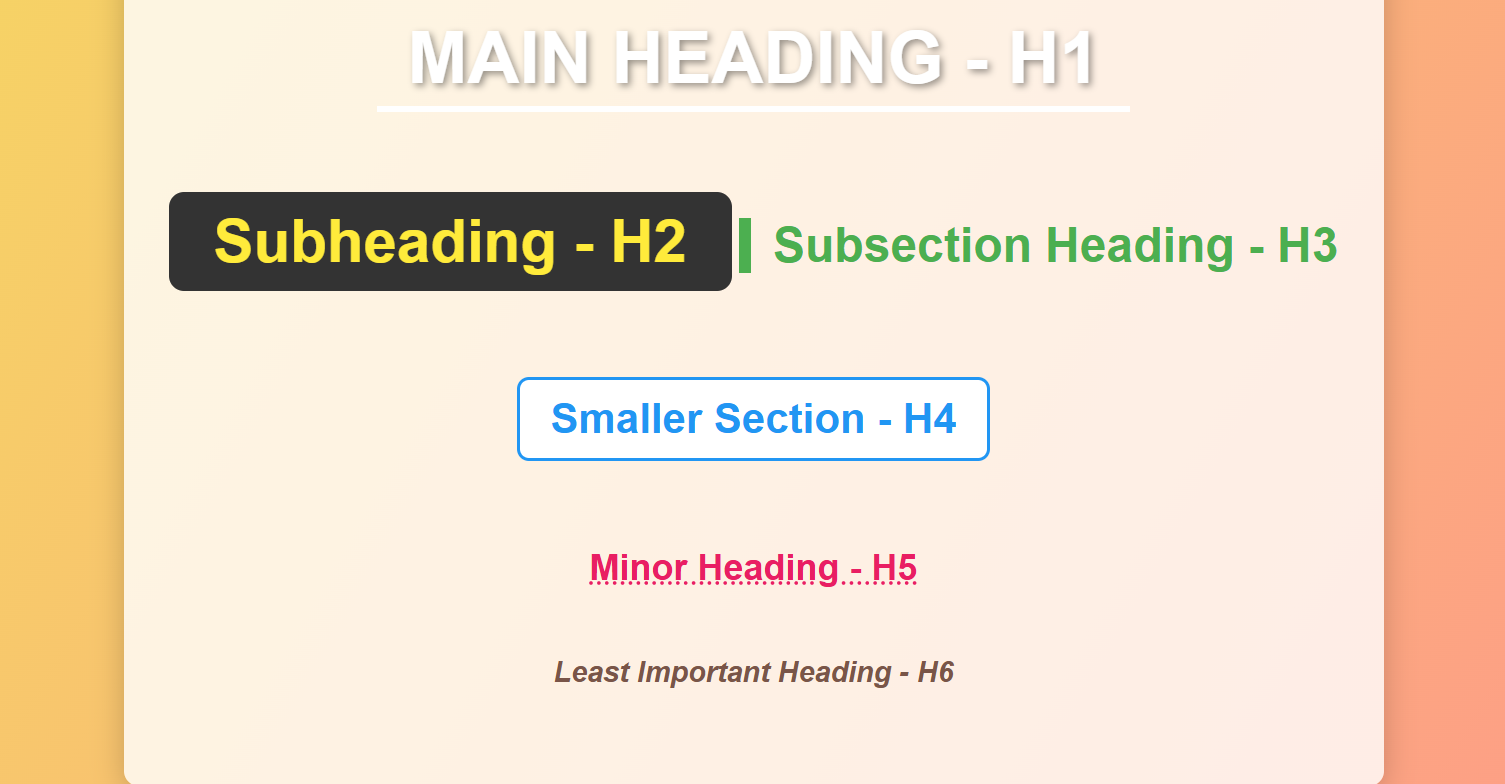 MAIN HEADING - H1
Subheading - H2
Subsection Heading - H3
Smaller Section - H4
Minor Heading - H5
Least Important Heading - H6